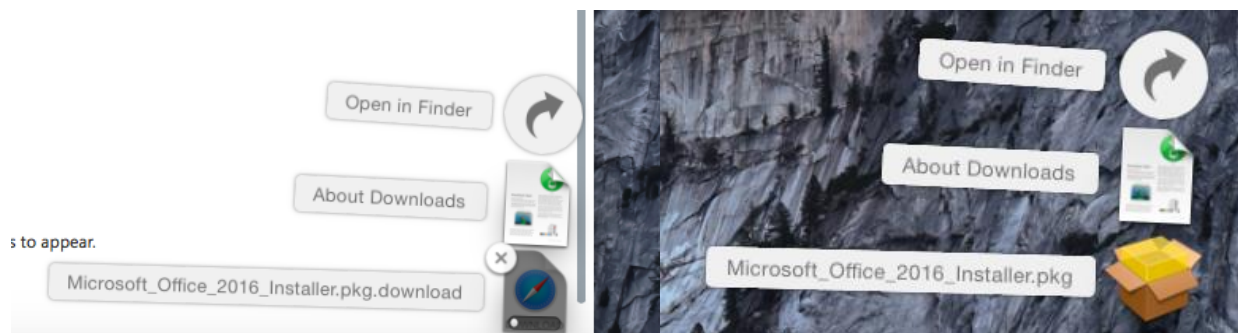 Open in Finder
About Downloads
s to appear.
Microsoft_Office_2016_Installer.pkg.download
Open in Finder
About Downloads
Microsoft_Office_2016_Installer.pkg